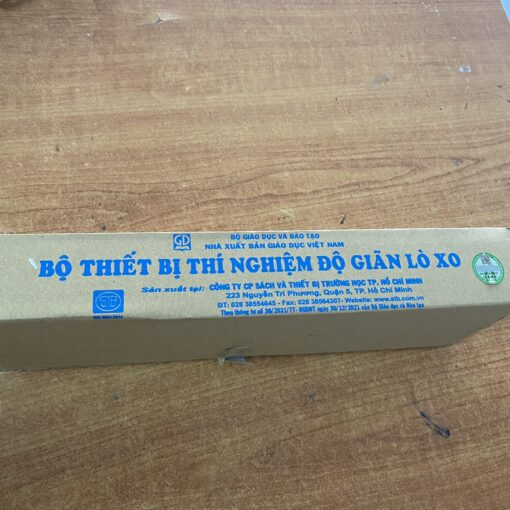 GD
BỘ GIÁO DỤC VÀ ĐÀO TẠO
NHÀ XUẤT BẢN GIÁO DỤC VIỆT NAM
BỘ THIẾT BỊ THÍ NGHIỆM ĐỘ GIÃN LÒ XO
Sản xuất tại: CÔNG TY CP SÁCH VÀ THIẾT BỊ TRƯỜNG HỌC TP. HỒ CHÍ MINH
223 Nguyễn Tri Phương, Quận 5, TP. Hồ Chí Minh
ĐT: 028 38554645 - Fax: 028 38564307- Website: www.stb.com.vn
Theo thông tư số 38/2021/TT- BGDĐT ngày 30/12/2021 của Bộ Giáo dục và Đào tạo